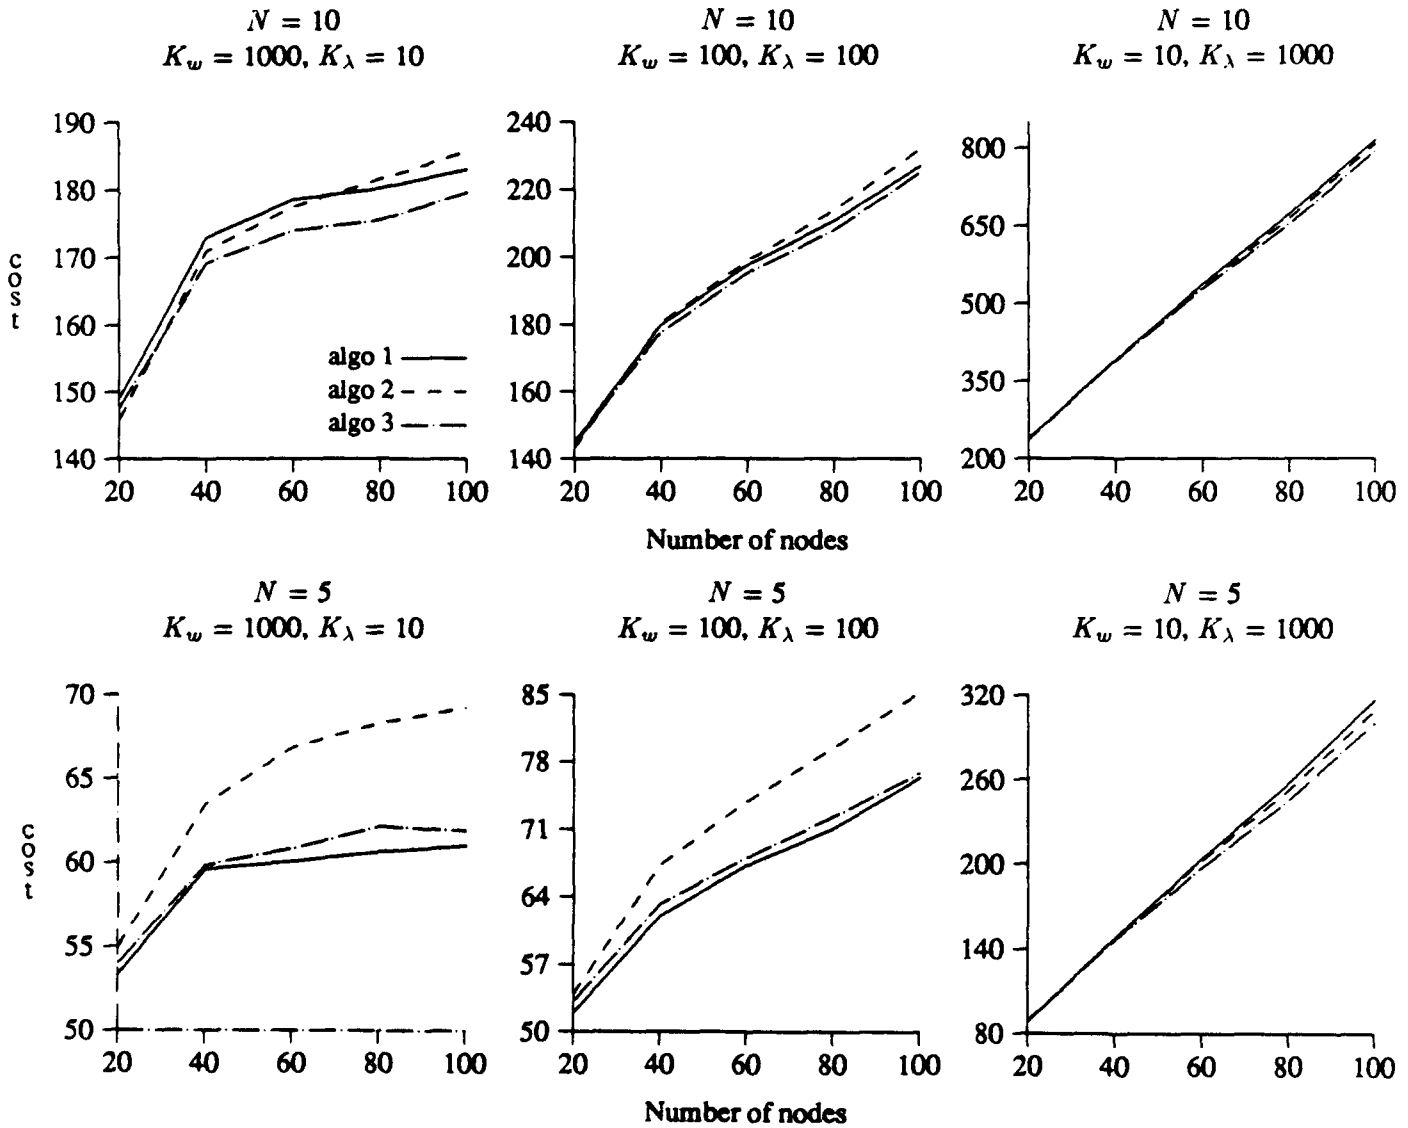 N = 10
K_w = 1000, K_λ = 10
N = 10
K_w = 100, K_λ = 100
N = 10
K_w = 10, K_λ = 1000
cost
190
180
170
160
150
140
20 40 60 80 100
algo 1
algo 2
algo 3
240
220
200
180
160
140
20 40 60 80 100
800
650
500
350
200
20 40 60 80 100
Number of nodes
N = 5
K_w = 1000, K_λ = 10
N = 5
K_w = 100, K_λ = 100
N = 5
K_w = 10, K_λ = 1000
cost
70
65
60
55
50
20 40 60 80 100
85
78
71
64
57
50
20 40 60 80 100
320
260
200
140
80
20 40 60 80 100
Number of nodes